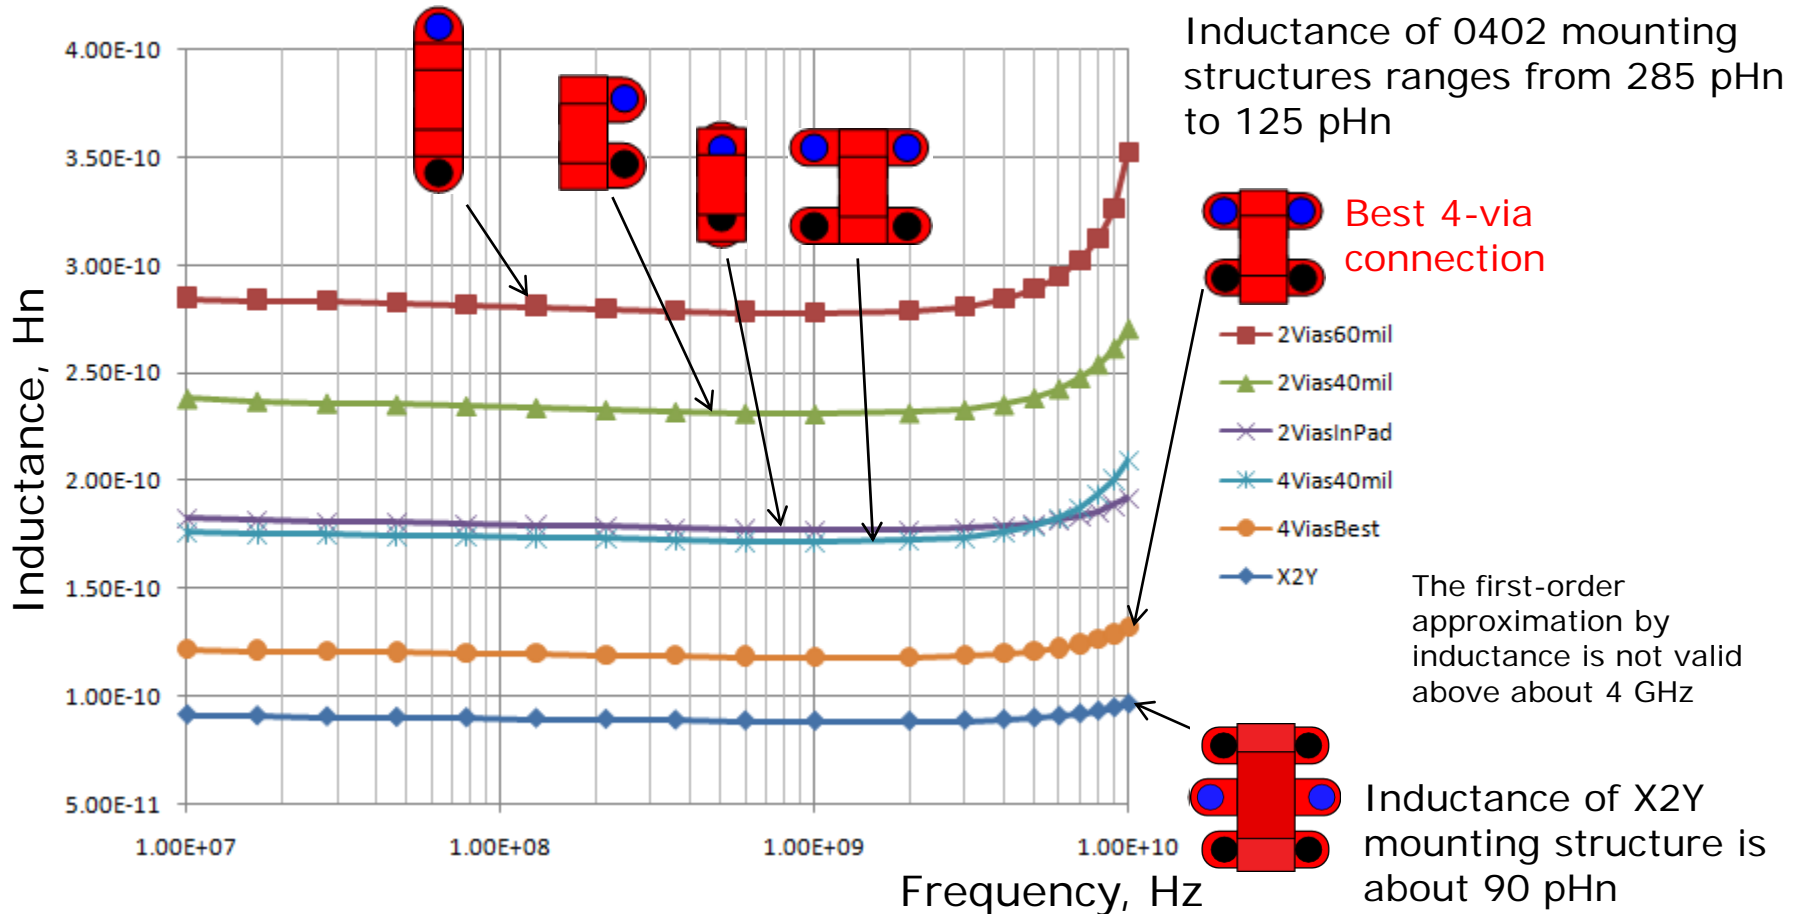 Inductance of 0402 mounting
structures ranges from 285 pHn
to 125 pHn
Best 4-via
connection
4.00E-10
3.50E-10
3.00E-10
2.50E-10
2.00E-10
1.50E-10
1.00E-10
5.00E-11
Inductance, Hn
1.00E+07
1.00E+08
1.00E+09
1.00E+10
Frequency, Hz
2Vias60mil
2Vias40mil
2ViasInPad
4Vias40mil
4ViasBest
X2Y
The first-order
approximation by
inductance is not valid
above about 4 GHz
Inductance of X2Y
mounting structure is
about 90 pHn